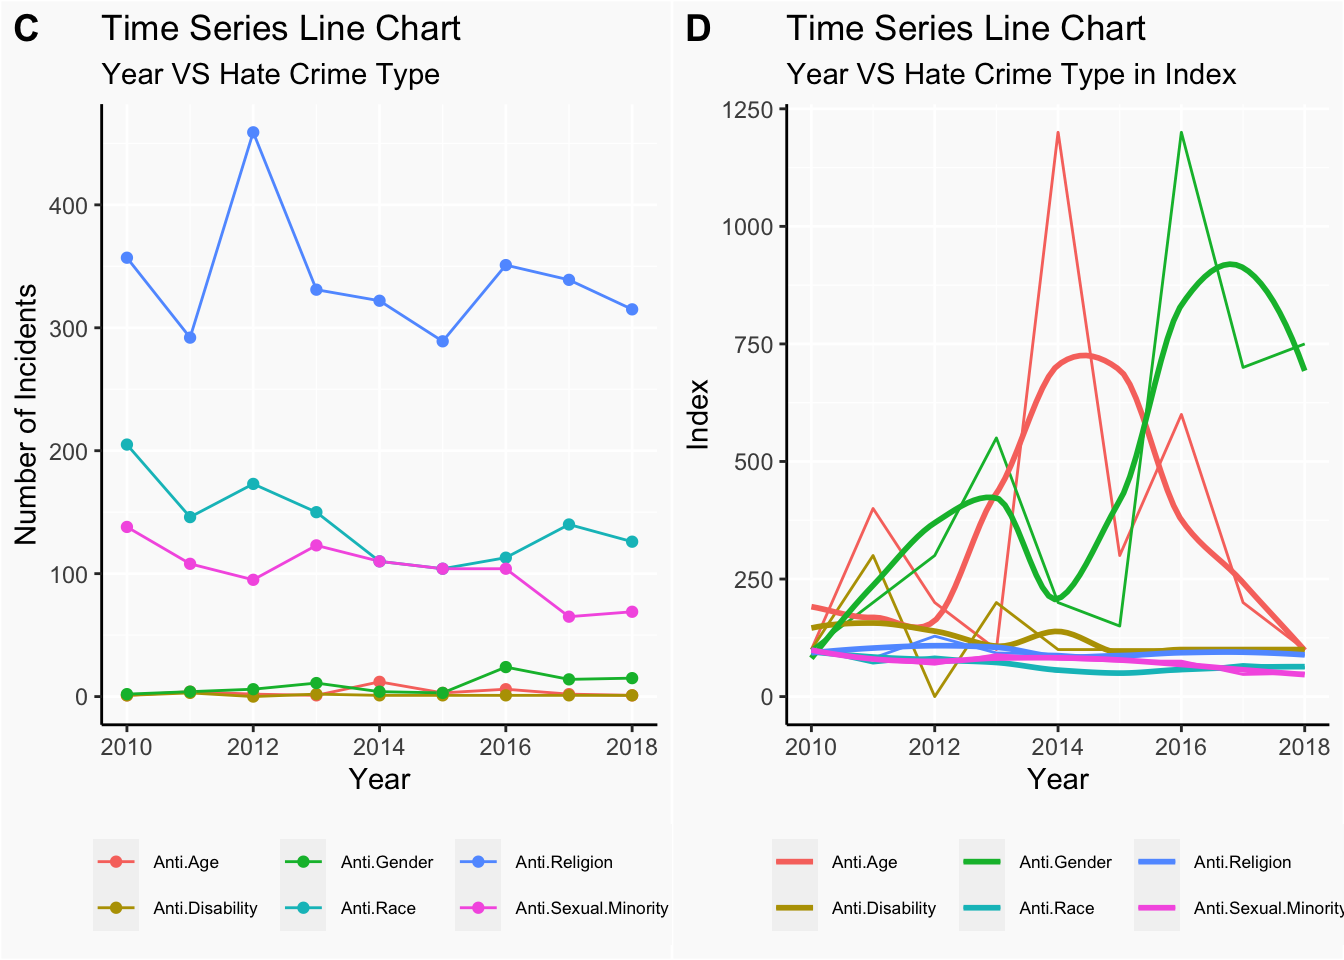 C
Time Series Line Chart
Year VS Hate Crime Type
Number of Incidents
400
300
200
100
0
2010 2012 2014 2016 2018
Year
Anti.Age Anti.Gender Anti.Religion
Anti.Disability Anti.Race Anti.Sexual.Minority
D
Time Series Line Chart
Year VS Hate Crime Type in Index
Index
1250
1000
750
500
250
0
2010 2012 2014 2016 2018
Year
Anti.Age Anti.Gender Anti.Religion
Anti.Disability Anti.Race Anti.Sexual.Minority